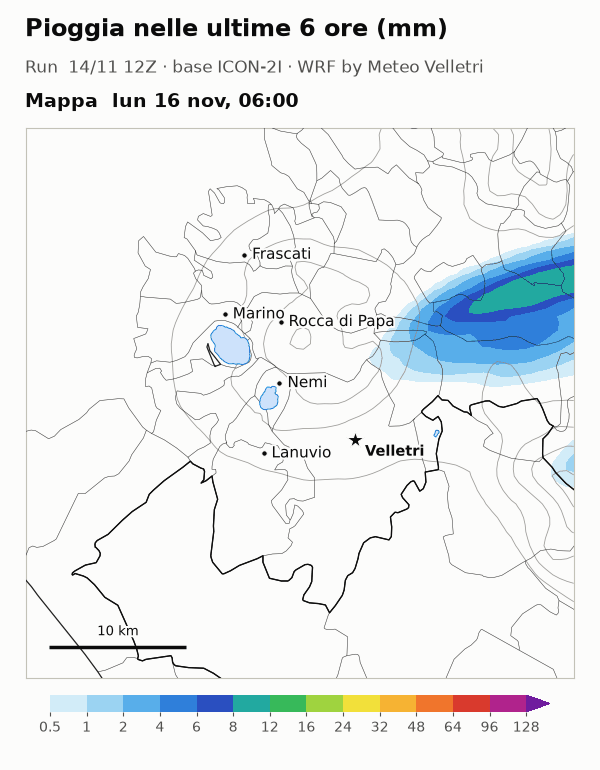 Pioggia nelle ultime 6 ore (mm)
Run  14/11 12Z · base ICON-2I · WRF by Meteo Velletri
Mappa  lun 16 nov, 06:00
Frascati
Marino
Rocca di Papa
Nemi
Velletri
Lanuvio
10 km
0.5 1 2 4 6 8 12 16 24 32 48 64 96 128